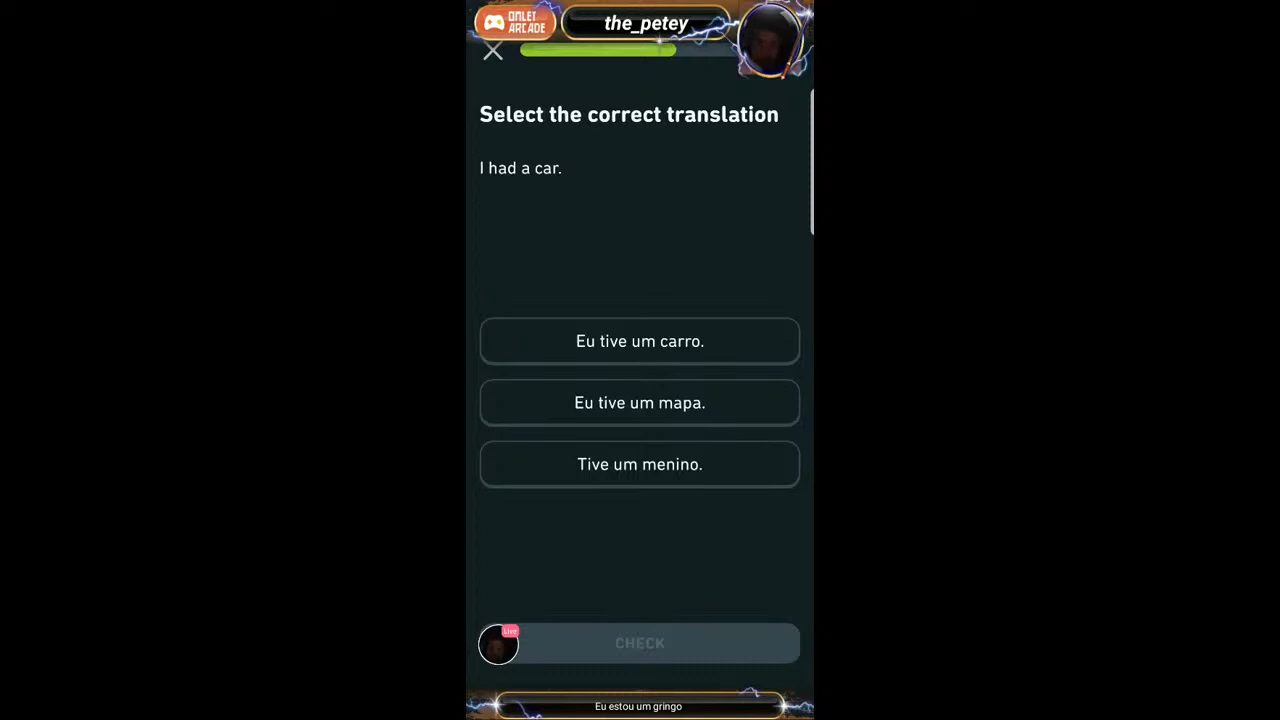 OMLET
ARCADE
the_petey
Select the correct translation
I had a car.
Eu tive um carro.
Eu tive um mapa.
Tive um menino.
Live
CHECK
Eu estou um gringo